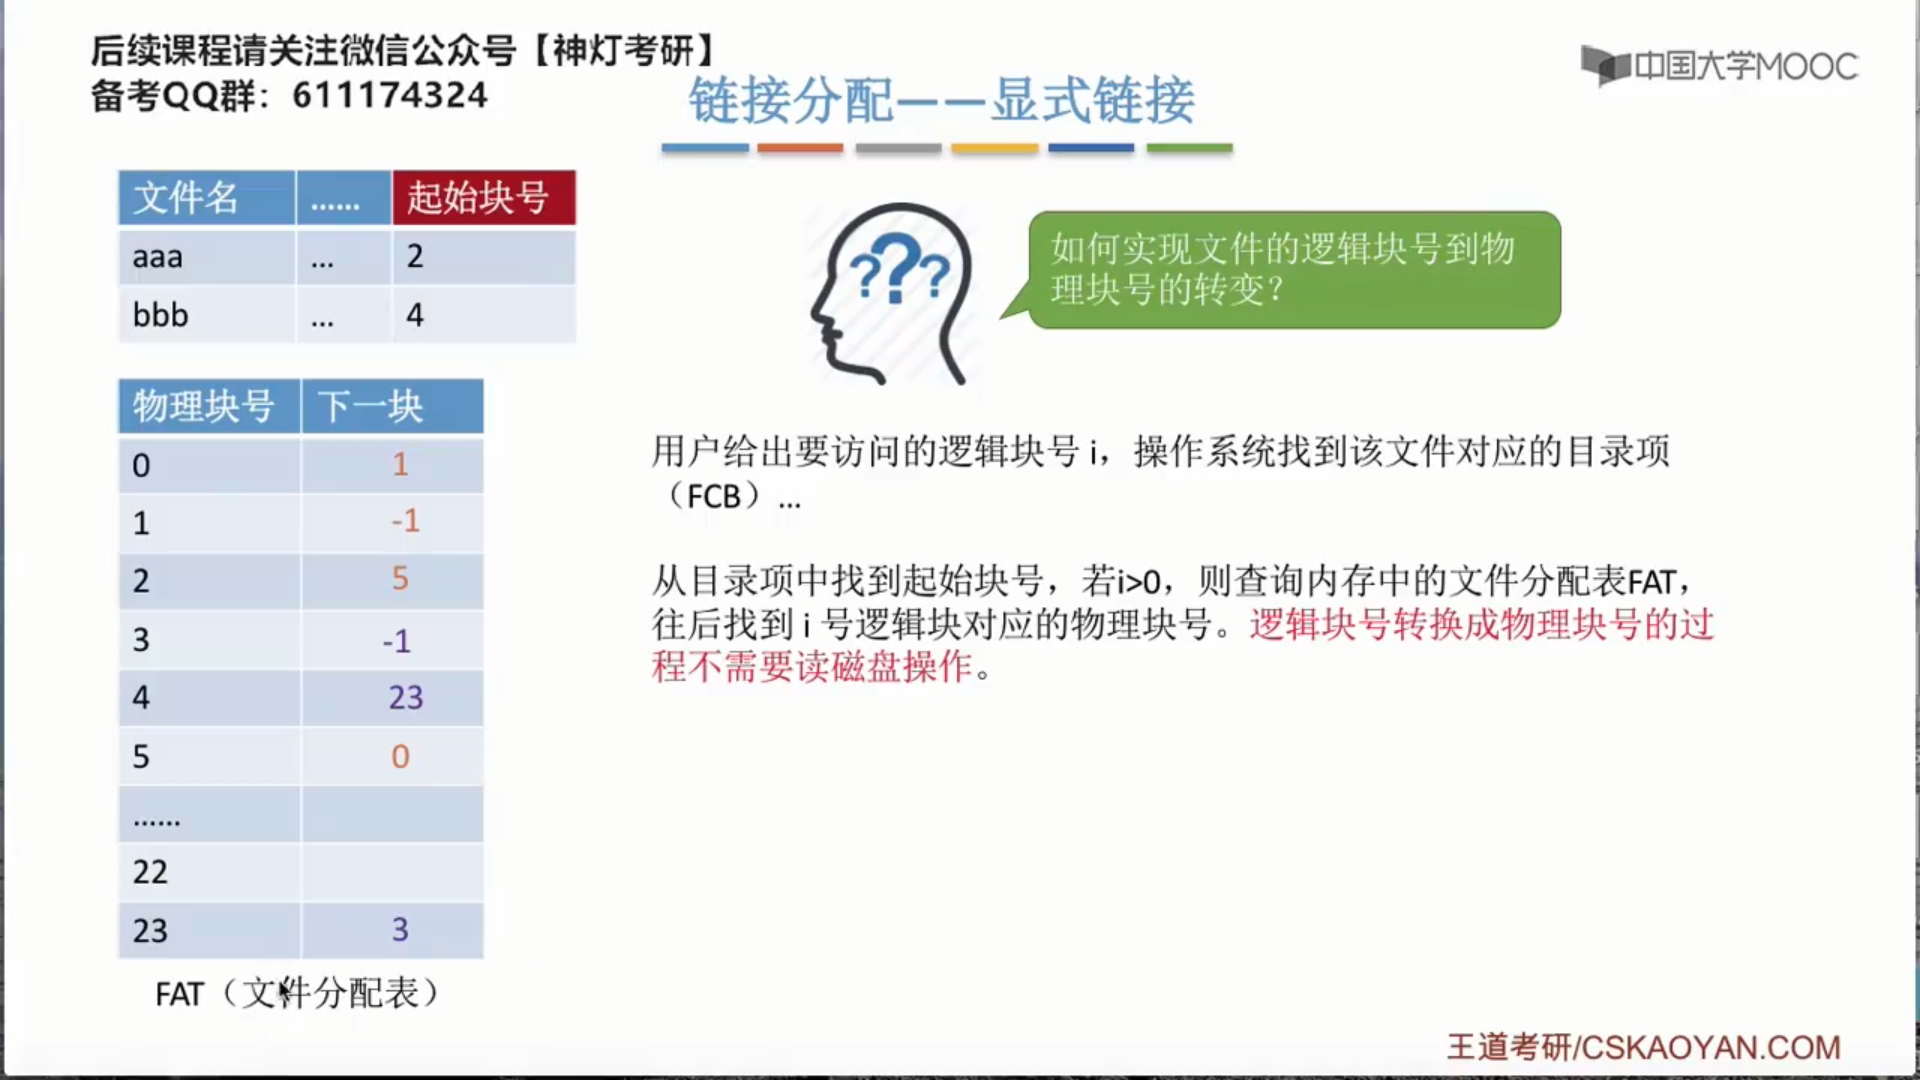 后续课程请关注微信公众号【神灯考研】
备考QQ群：611174324
中国大学MOOC
链接分配——显式链接
文件名 …… 起始块号
aaa ... 2
bbb ... 4
???
如何实现文件的逻辑块号到物
理块号的转变？
物理块号 下一块
0 1
1 -1
2 5
3 -1
4 23
5 0
……
22
23 3
FAT（文件分配表）
用户给出要访问的逻辑块号 i，操作系统找到该文件对应的目录项
（FCB）...
从目录项中找到起始块号，若i>0，则查询内存中的文件分配表FAT，
往后找到 i 号逻辑块对应的物理块号。逻辑块号转换成物理块号的过
程不需要读磁盘操作。
王道考研/CSKAOYAN.COM